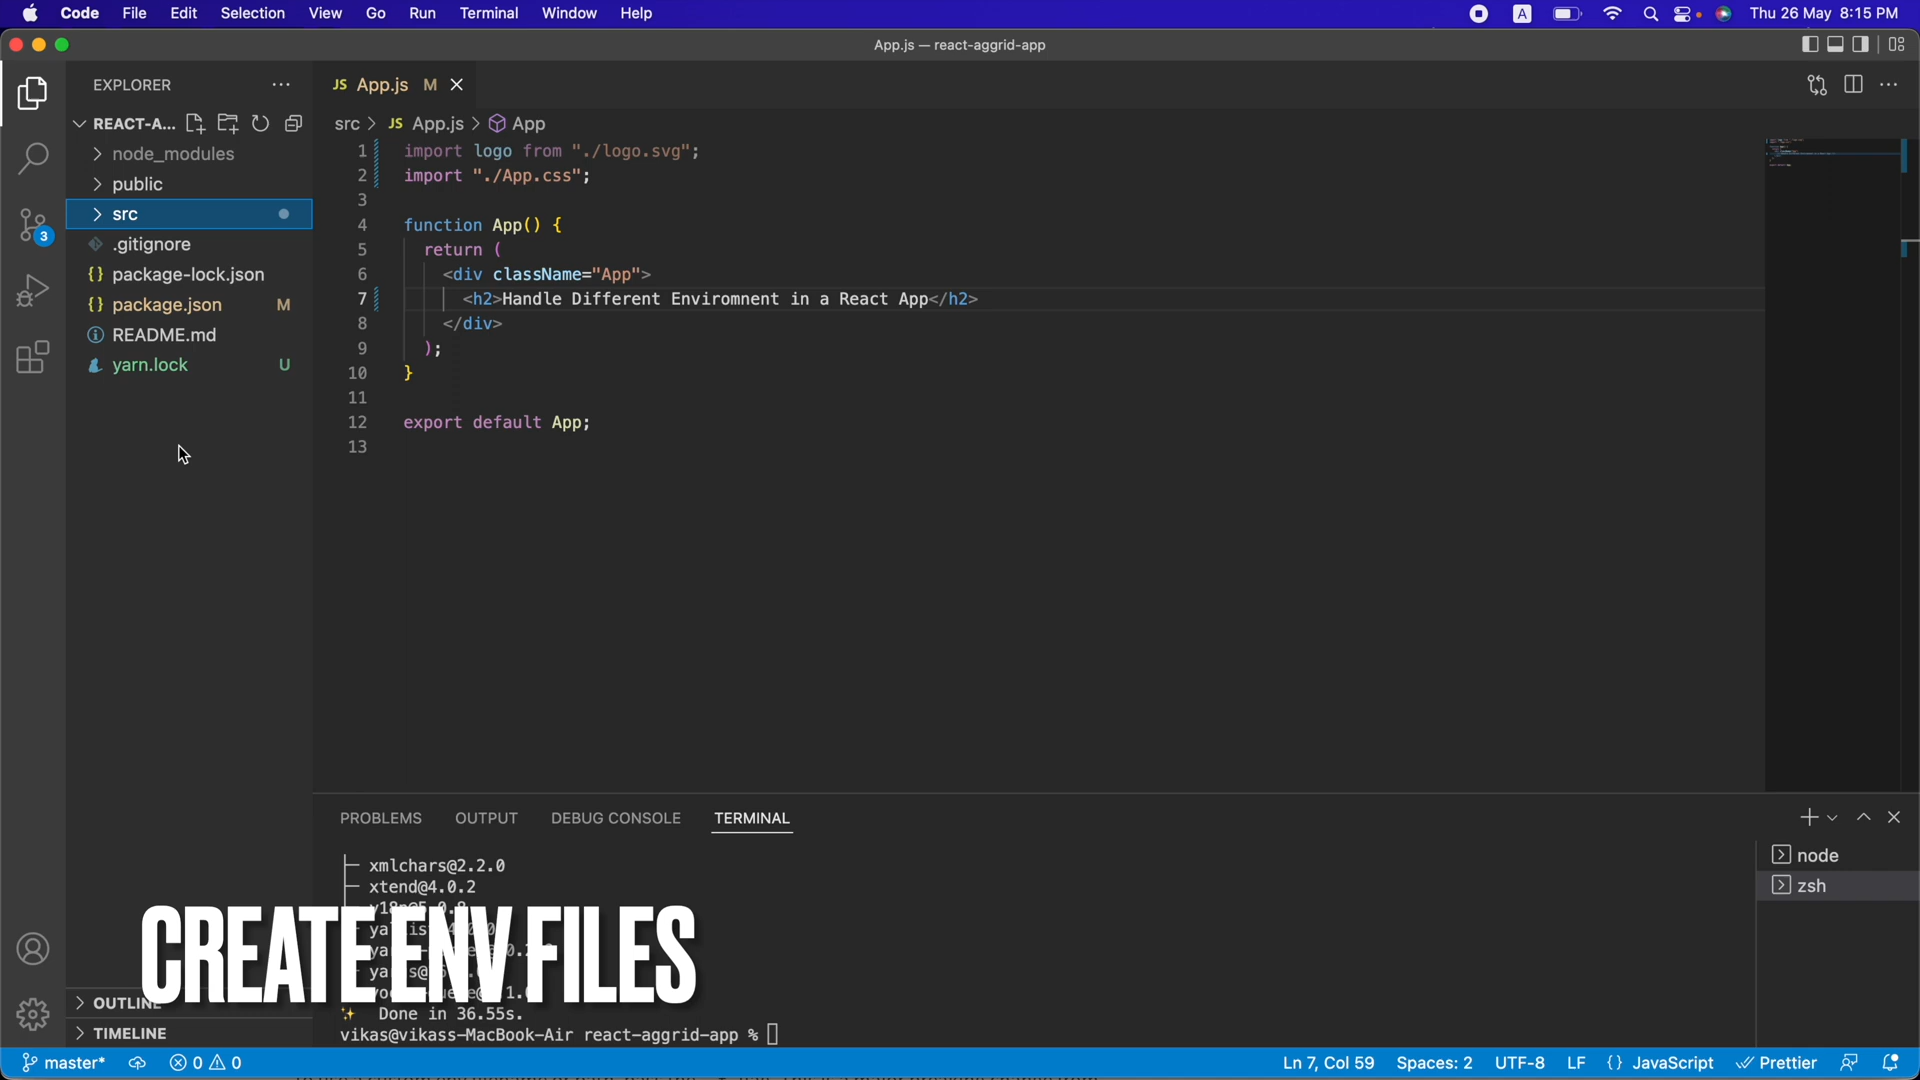 Code File Edit Selection View Go Run Terminal Window Help
A
Thu 26 May 8:15 PM
App.js — react-aggrid-app
EXPLORER
JS App.js M
REACT-A...
src > JS App.js > App
node_modules
public
src
.gitignore
{} package-lock.json
{} package.json M
README.md
yarn.lock U
3
1 import logo from "./logo.svg";
2 import "./App.css";
3
4 function App() {
5 return (
6 <div className="App">
7 <h2>Handle Different Enviromnent in a React App</h2>
8 </div>
9 );
10 }
11
12 export default App;
13
PROBLEMS OUTPUT DEBUG CONSOLE TERMINAL
node
zsh
xmlchars@2.2.0
xtend@4.0.2
CREATE ENV FILES
✨ Done in 36.55s.
vikas@vikass-MacBook-Air react-aggrid-app %
OUTLINE
TIMELINE
master* 0 0
Ln 7, Col 59 Spaces: 2 UTF-8 LF {} JavaScript Prettier